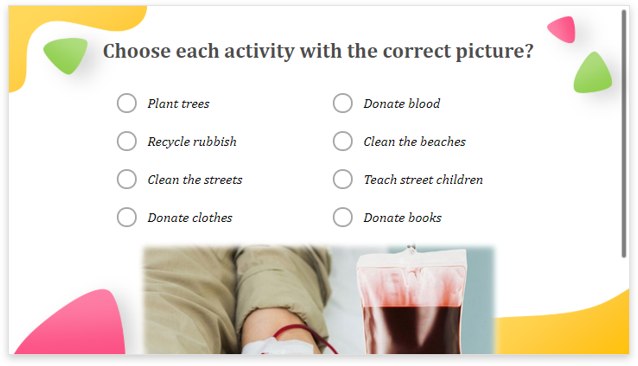 Choose each activity with the correct picture?
Plant trees
Donate blood
Recycle rubbish
Clean the beaches
Clean the streets
Teach street children
Donate clothes
Donate books